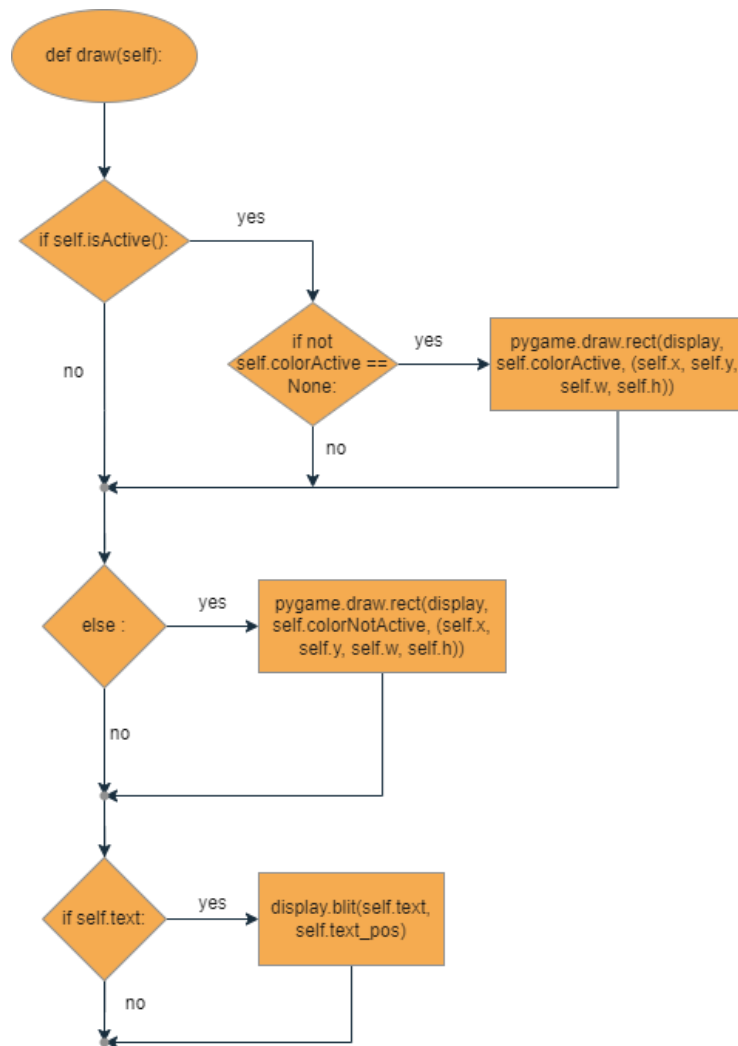 def draw(self):
if self.isActive():
yes
no
if not
self.colorActive ==
None:
yes
pygame.draw.rect(display,
self.colorActive, (self.x, self.y,
self.w, self.h))
no
else :
yes
pygame.draw.rect(display,
self.colorNotActive, (self.x,
self.y, self.w, self.h))
no
if self.text:
yes
display.blit(self.text,
self.text_pos)
no